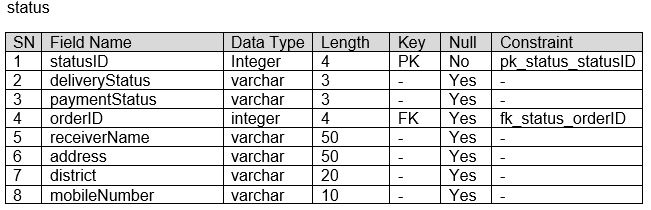 status
SN Field Name Data Type Length Key Null Constraint
1 statusID Integer 4 PK No pk_status_statusID
2 deliveryStatus varchar 3 - Yes -
3 paymentStatus varchar 3 - Yes -
4 orderID integer 4 FK Yes fk_status_orderID
5 receiverName varchar 50 - Yes -
6 address varchar 50 - Yes -
7 district varchar 20 - Yes -
8 mobileNumber varchar 10 - Yes -